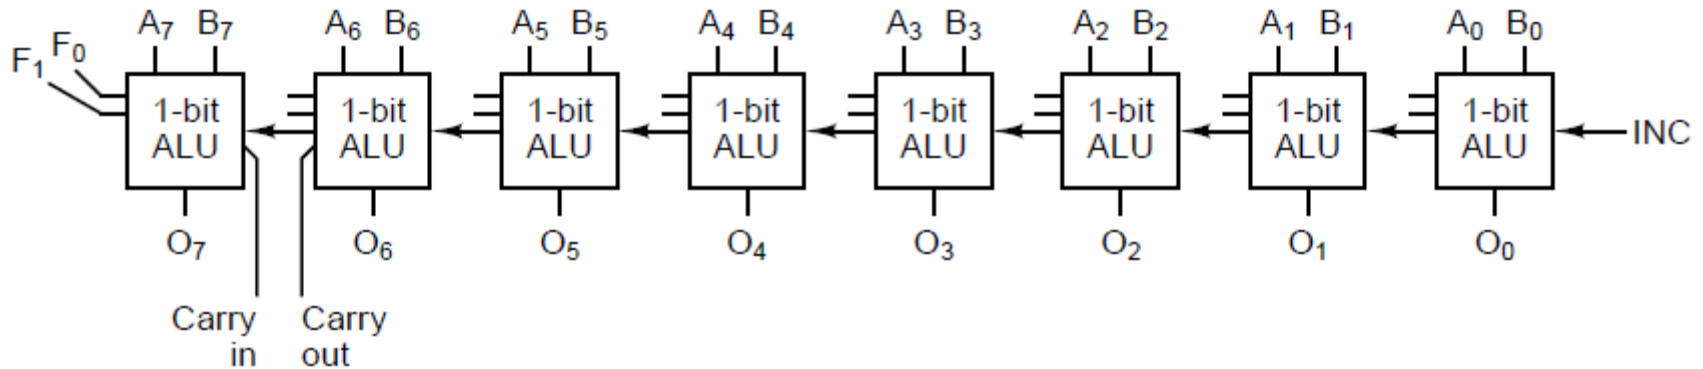 F₁ F₀ A₇ B₇ A₆ B₆ A₅ B₅ A₄ B₄ A₃ B₃ A₂ B₂ A₁ B₁ A₀ B₀
1-bit 1-bit 1-bit 1-bit 1-bit 1-bit 1-bit 1-bit
ALU ALU ALU ALU ALU ALU ALU ALU INC
O₇ O₆ O₅ O₄ O₃ O₂ O₁ O₀
Carry Carry
in out